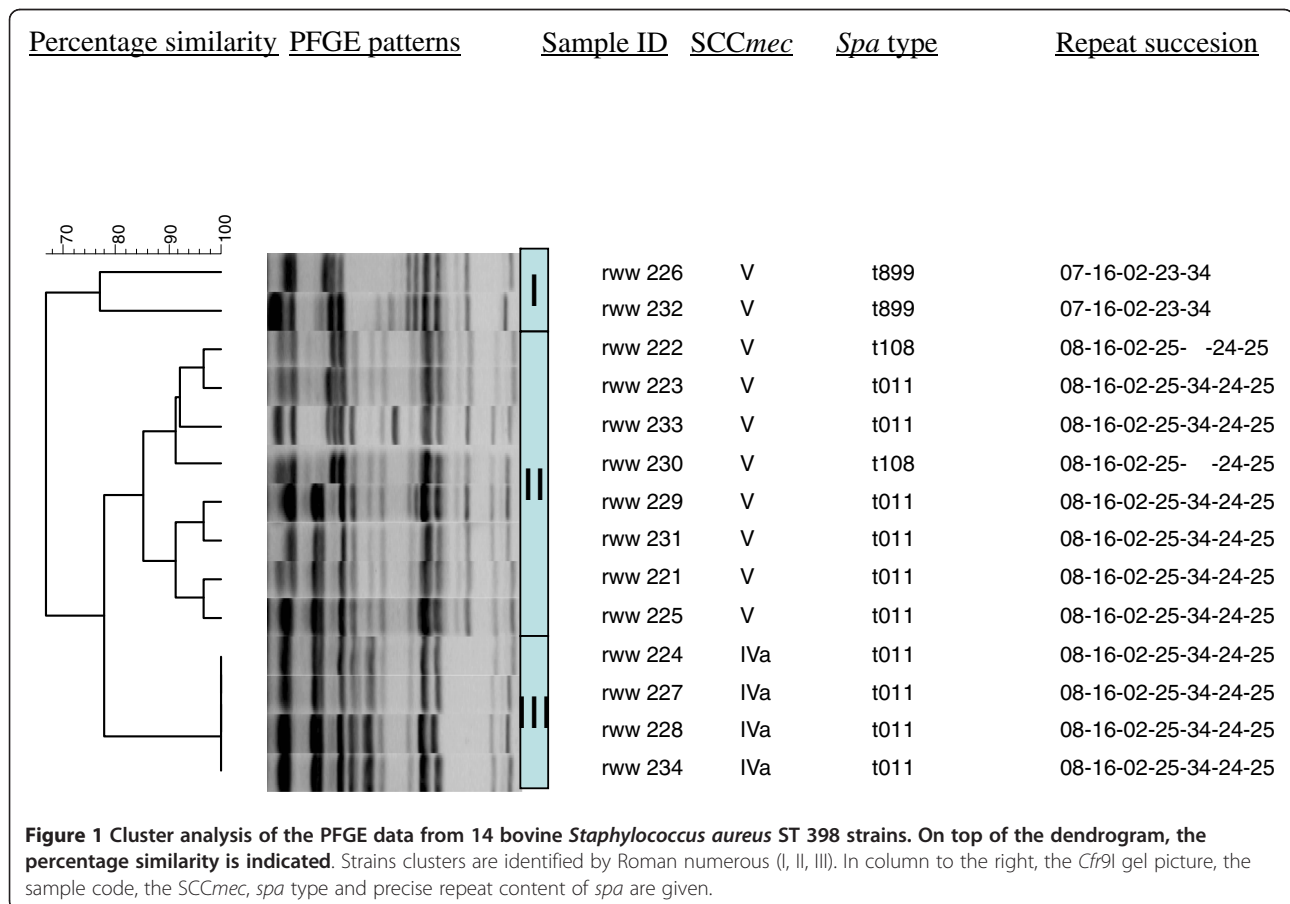 Percentage similarity PFGE patterns Sample ID SCCmec Spa type Repeat succesion
70 80 90 100
I
II
III
rww 226 V t899 07-16-02-23-34
rww 232 V t899 07-16-02-23-34
rww 222 V t108 08-16-02-25- -24-25
rww 223 V t011 08-16-02-25-34-24-25
rww 233 V t011 08-16-02-25-34-24-25
rww 230 V t108 08-16-02-25- -24-25
rww 229 V t011 08-16-02-25-34-24-25
rww 231 V t011 08-16-02-25-34-24-25
rww 221 V t011 08-16-02-25-34-24-25
rww 225 V t011 08-16-02-25-34-24-25
rww 224 IVa t011 08-16-02-25-34-24-25
rww 227 IVa t011 08-16-02-25-34-24-25
rww 228 IVa t011 08-16-02-25-34-24-25
rww 234 IVa t011 08-16-02-25-34-24-25
Figure 1 Cluster analysis of the PFGE data from 14 bovine Staphylococcus aureus ST 398 strains. On top of the dendrogram, the
percentage similarity is indicated. Strains clusters are identified by Roman numerous (I, II, III). In column to the right, the Cfr9I gel picture, the
sample code, the SCCmec, spa type and precise repeat content of spa are given.